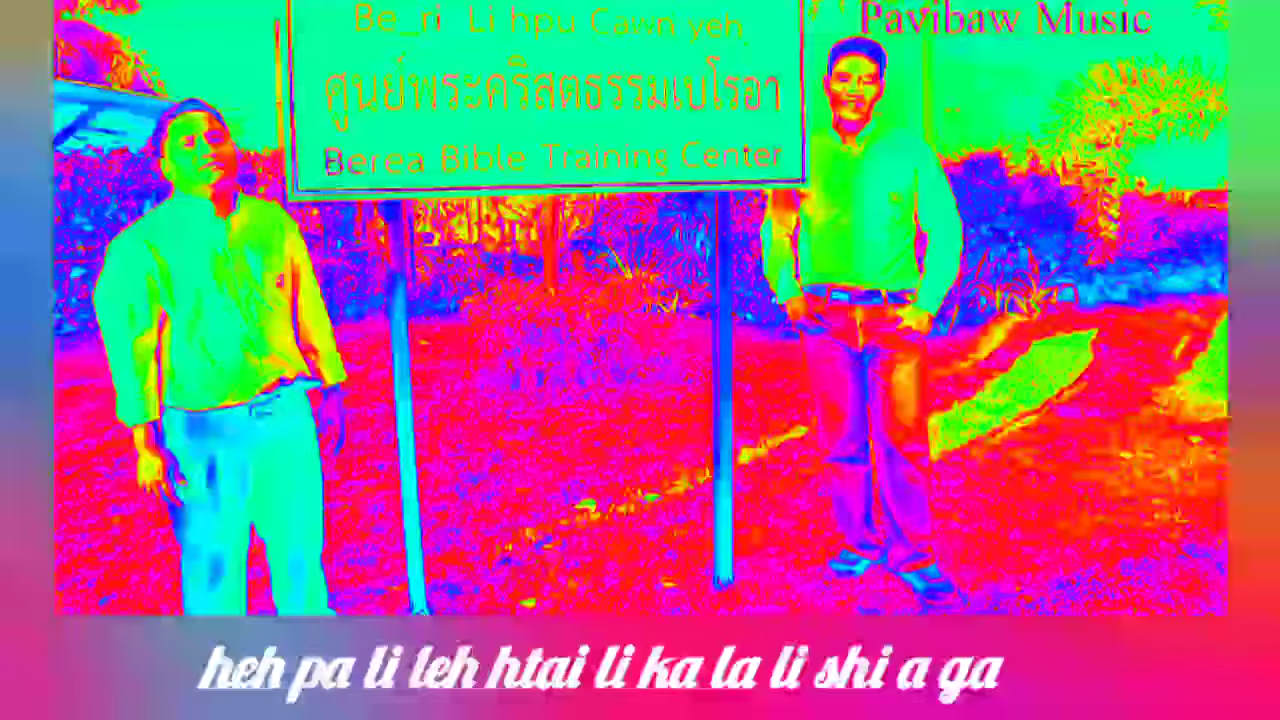 Pavibaw Music
Be_ri Li hpu Cawn yeh
ศูนย์พระคริสตธรรมเบโรอา
Berea Bible Training Center
heh pa li leh htai li ka la li shi a ga